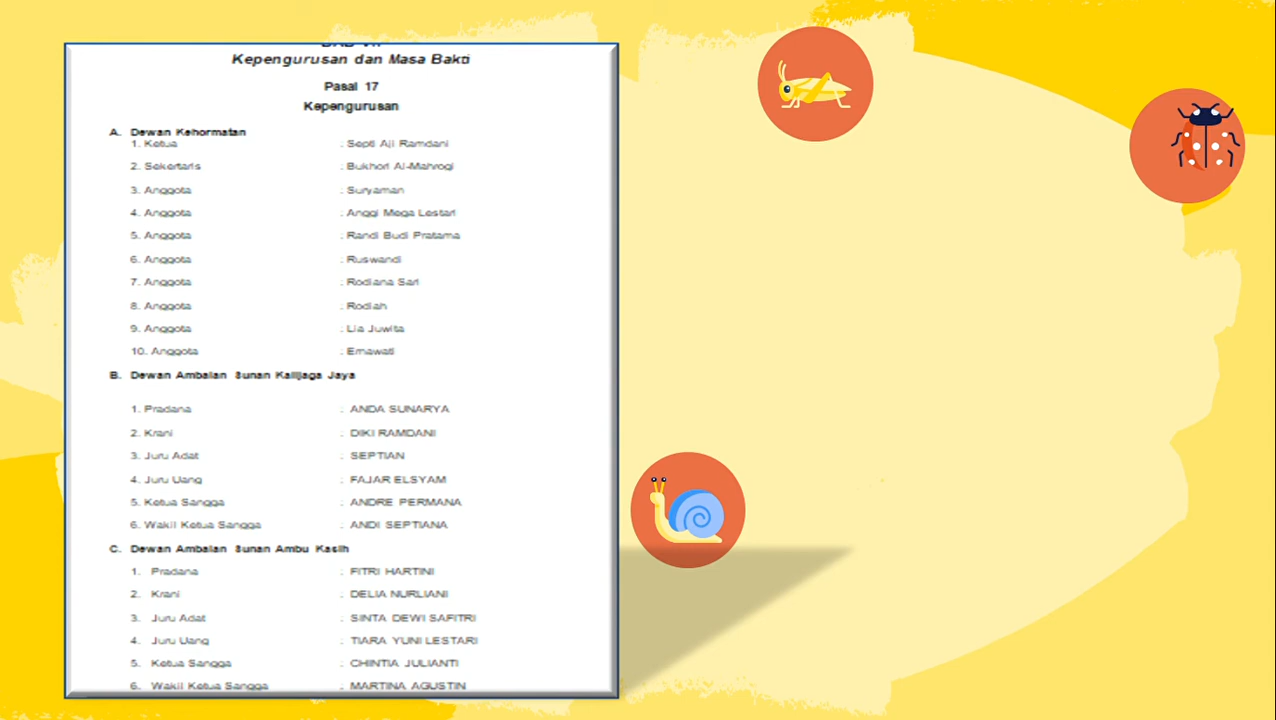 Kepengurusan dan Masa Bakti
Pasal 17
Kepengurusan
A. Dewan Kehormatan
1. Ketua : Septi Aji Ramdani
2. Sekertaris : Bukhori Al-Mahrogi
3. Anggota : Suryaman
4. Anggota : Anggi Mega Lestari
5. Anggota : Randi Budi Pratama
6. Anggota : Ruswandi
7. Anggota : Rodiana Sari
8. Anggota : Rodiah
9. Anggota : Lia Juwita
10. Anggota : Ernawati
B. Dewan Ambalan Sunan Kalijaga Jaya
1. Pradana : ANDA SUNARYA
2. Krani : DIKI RAMDANI
3. Juru Adat : SEPTIAN
4. Juru Uang : FAJAR ELSYAM
5. Ketua Sangga : ANDRE PERMANA
6. Wakil Ketua Sangga : ANDI SEPTIANA
C. Dewan Ambalan Sunan Ambu Kasih
1. Pradana : FITRI HARTINI
2. Krani : DELIA NURLIANI
3. Juru Adat : SINTA DEWI SAFITRI
4. Juru Uang : TIARA YUNI LESTARI
5. Ketua Sangga : CHINTIA JULIANTI
6. Wakil Ketua Sangga : MARTINA AGUSTIN